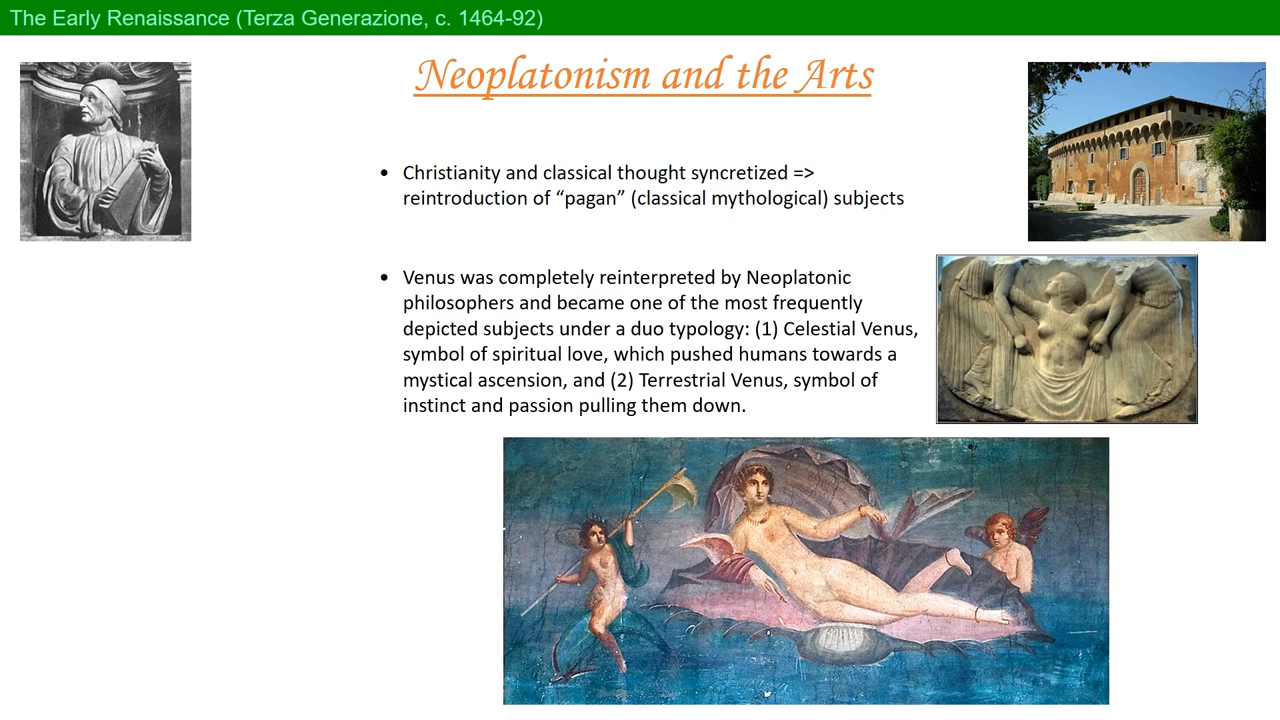 The Early Renaissance (Terza Generazione, c. 1464-92)
Neoplatonism and the Arts
• Christianity and classical thought syncretized =>
reintroduction of “pagan” (classical mythological) subjects
• Venus was completely reinterpreted by Neoplatonic
philosophers and became one of the most frequently
depicted subjects under a duo typology: (1) Celestial Venus,
symbol of spiritual love, which pushed humans towards a
mystical ascension, and (2) Terrestrial Venus, symbol of
instinct and passion pulling them down.